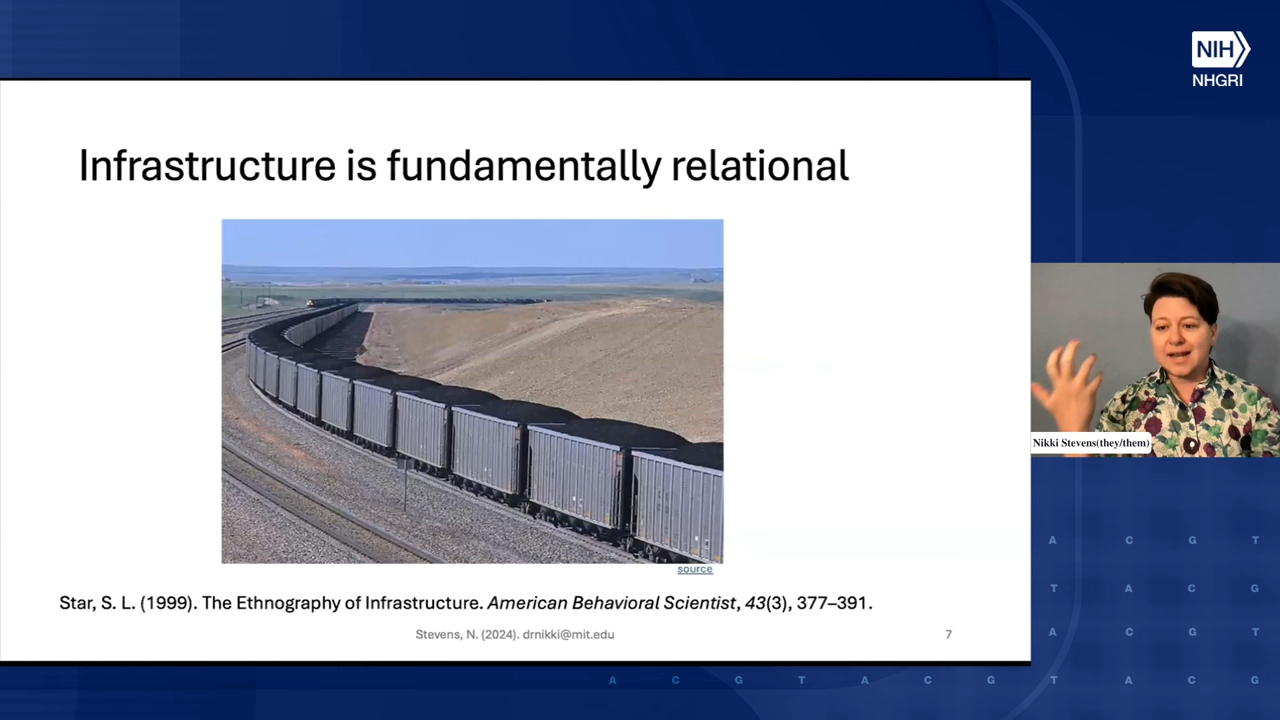 NIH
NHGRI
Infrastructure is fundamentally relational
source
Star, S. L. (1999). The Ethnography of Infrastructure. American Behavioral Scientist, 43(3), 377–391.
Stevens, N. (2024). drnikki@mit.edu
7
Nikki Stevens(they/them)
A C G T
T A C G
A C G T
A C G T A C G T A C G